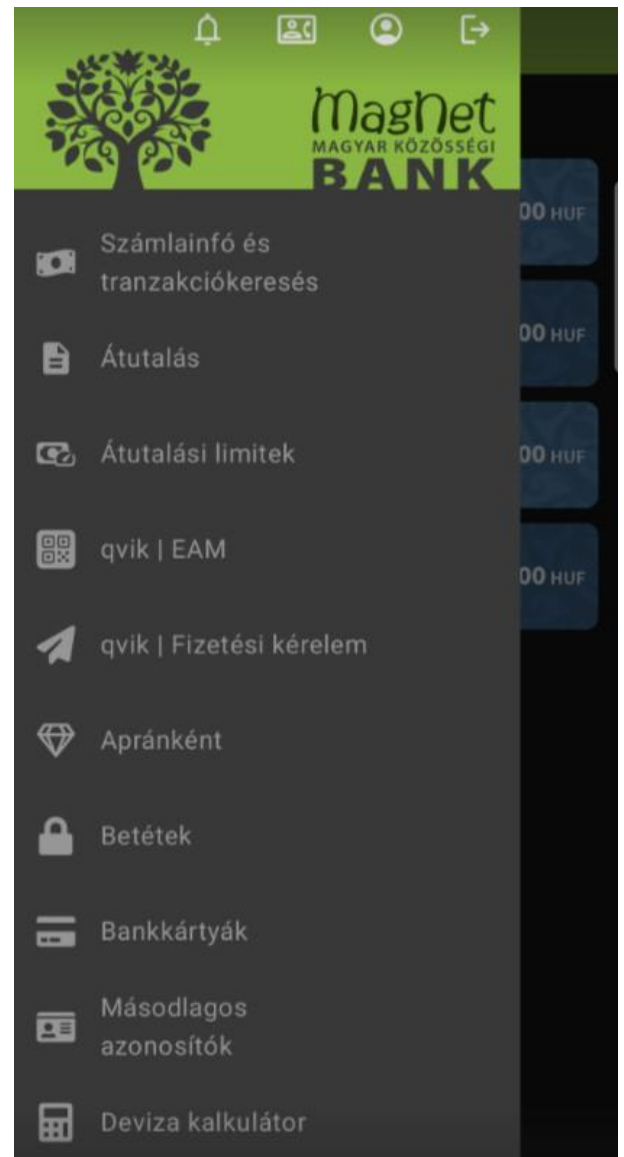 MagNet
MAGYAR KÖZÖSSÉGI
BANK
00 HUF
Számlainfó és
tranzakciókeresés
00 HUF
Átutalás
Átutalási limitek
00 HUF
qvik | EAM
00 HUF
qvik | Fizetési kérelem
Apránként
Betétek
Bankkártyák
Másodlagos
azonosítók
Deviza kalkulátor